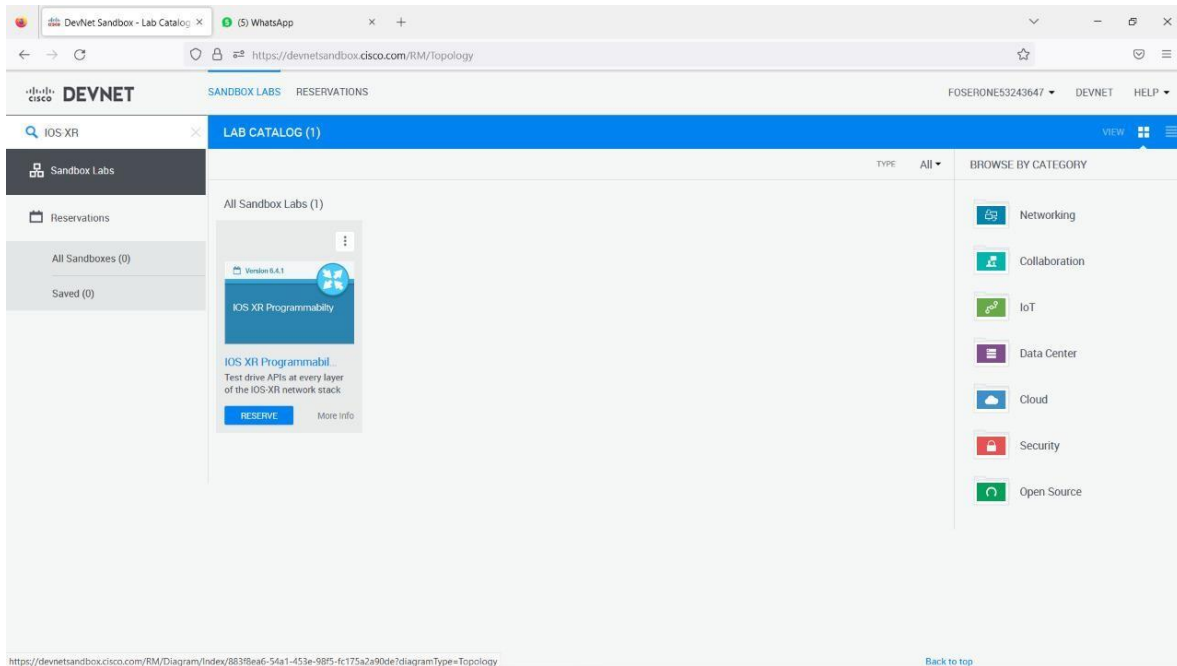 DevNet Sandbox - Lab Catalog
(5) WhatsApp
https://devnetsandbox.cisco.com/RM/Topology
cisco DEVNET
SANDBOX LABS RESERVATIONS
FOSERONE53243647 DEVNET HELP
IOS XR
LAB CATALOG (1)
VIEW
Sandbox Labs
TYPE All
BROWSE BY CATEGORY
All Sandbox Labs (1)
Reservations
All Sandboxes (0)
Saved (0)
Version 6.4.1
IOS XR Programmabilty
IOS XR Programmabil...
Test drive APIs at every layer
of the IOS-XR network stack
RESERVE More Info
Networking
Collaboration
IoT
Data Center
Cloud
Security
Open Source
https://devnetsandbox.cisco.com/RM/Diagram/Index/883f8ea6-54a1-453e-98f5-fc175a2a90de?diagramType=Topology
Back to top